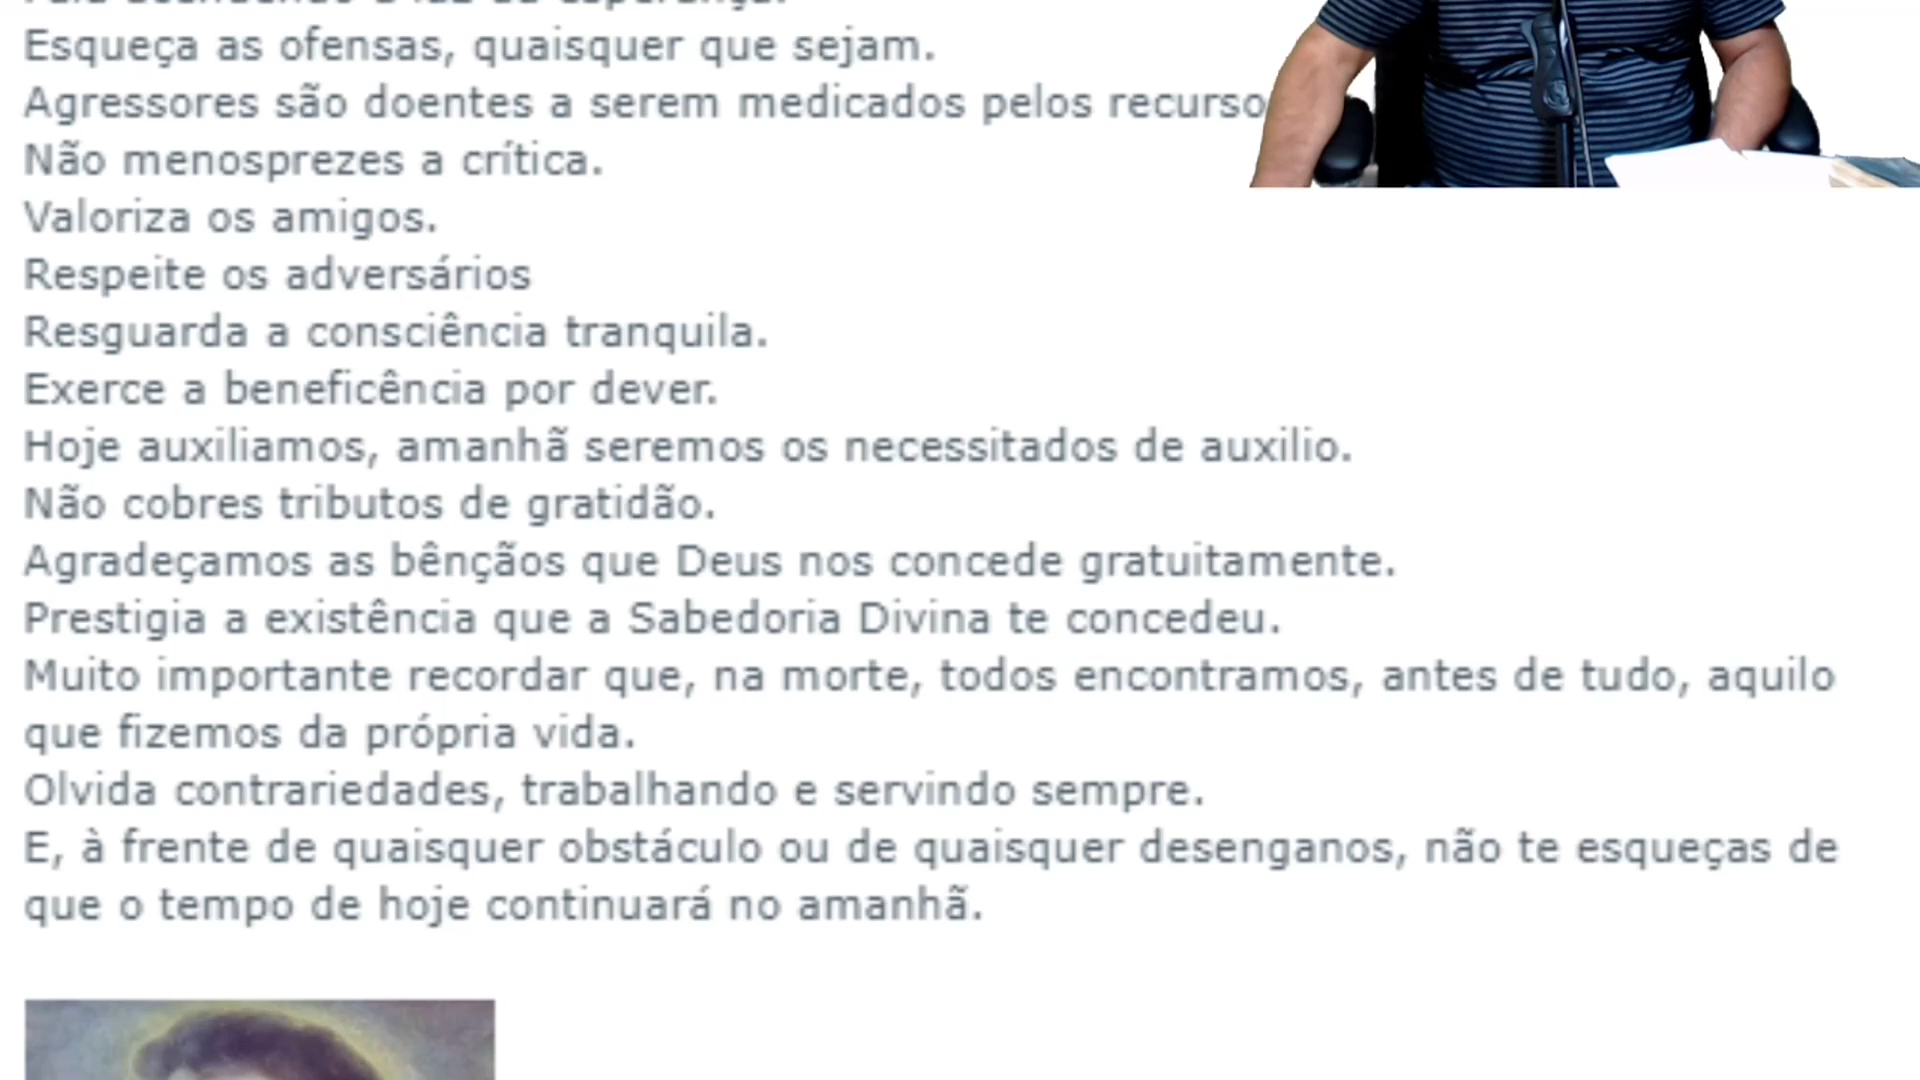 Esqueça as ofensas, quaisquer que sejam.
Agressores são doentes a serem medicados pelos recurso
Não menosprezes a crítica.
Valoriza os amigos.
Respeite os adversários
Resguarda a consciência tranquila.
Exerce a beneficência por dever.
Hoje auxiliamos, amanhã seremos os necessitados de auxilio.
Não cobres tributos de gratidão.
Agradeçamos as bênçãos que Deus nos concede gratuitamente.
Prestigia a existência que a Sabedoria Divina te concedeu.
Muito importante recordar que, na morte, todos encontramos, antes de tudo, aquilo
que fizemos da própria vida.
Olvida contrariedades, trabalhando e servindo sempre.
E, à frente de quaisquer obstáculo ou de quaisquer desenganos, não te esqueças de
que o tempo de hoje continuará no amanhã.